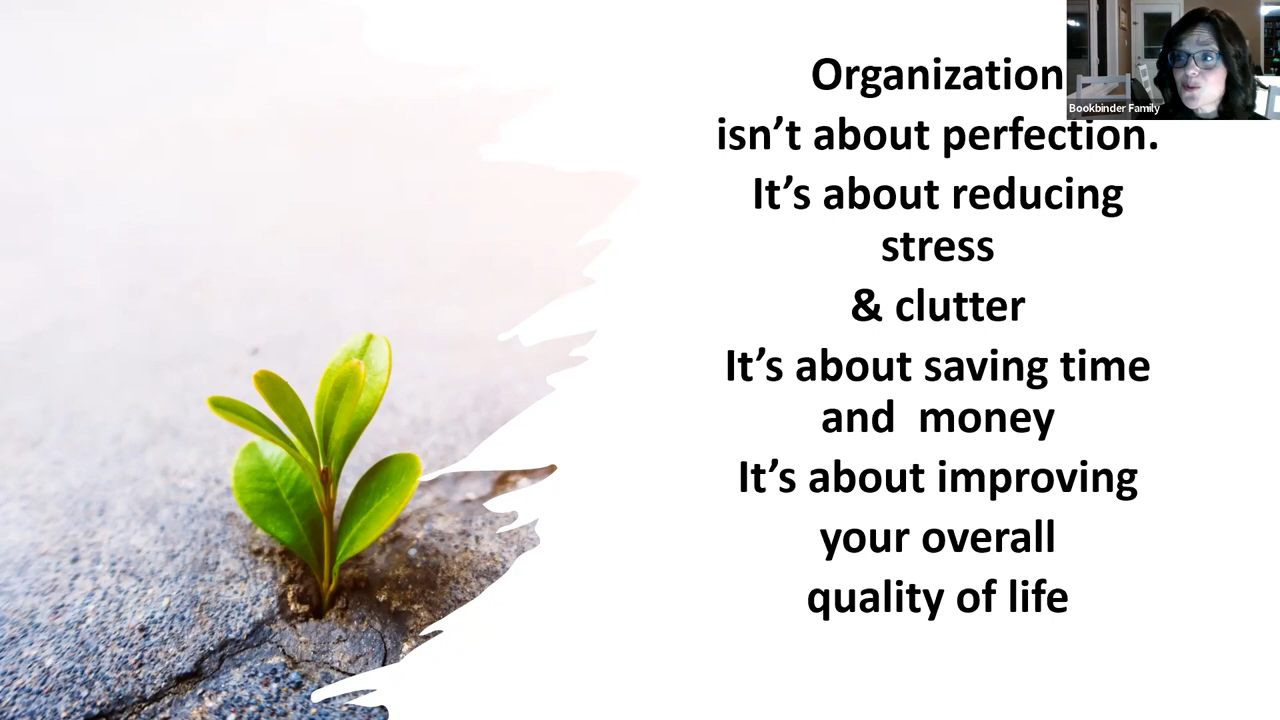 Organization
Bookbinder Family
isn’t about perfection.
It’s about reducing
stress
& clutter
It’s about saving time
and  money
It’s about improving
your overall
quality of life